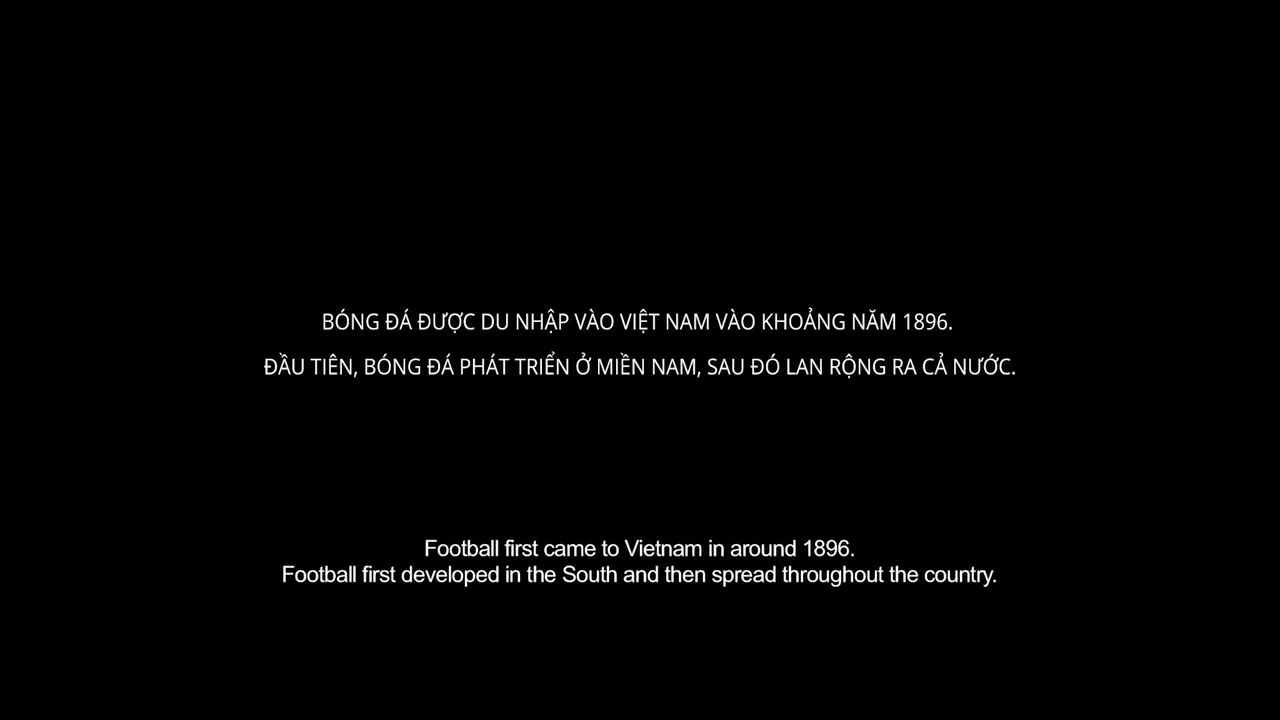 BÓNG ĐÁ ĐƯỢC DU NHẬP VÀO VIỆT NAM VÀO KHOẢNG NĂM 1896.
ĐẦU TIÊN, BÓNG ĐÁ PHÁT TRIỂN Ở MIỀN NAM, SAU ĐÓ LAN RỘNG RA CẢ NƯỚC.
Football first came to Vietnam in around 1896.
Football first developed in the South and then spread throughout the country.